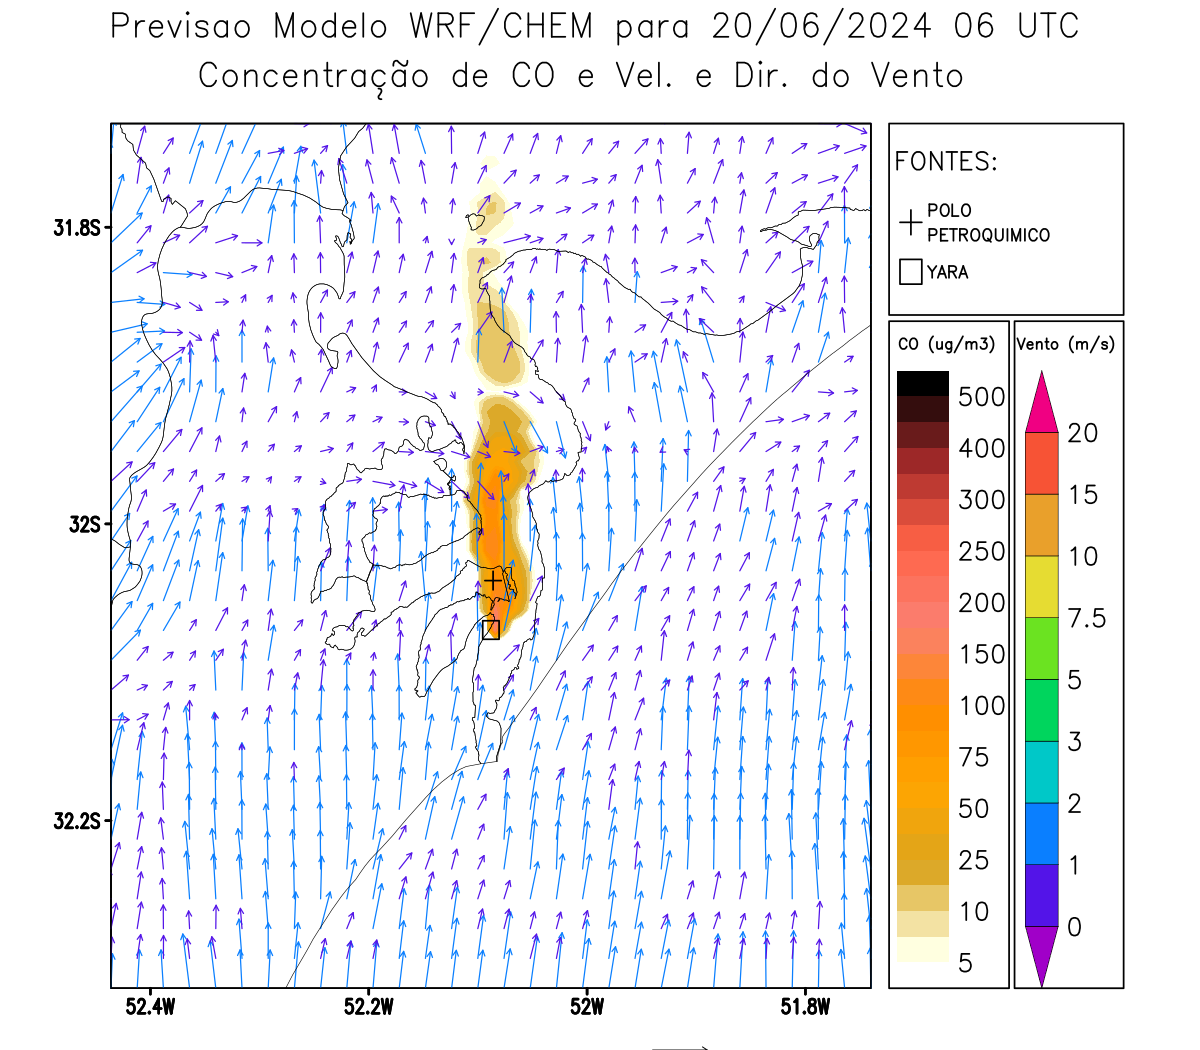 Previsao Modelo WRF/CHEM para 20/06/2024 06 UTC
Concentração de CO e Vel. e Dir. do Vento
FONTES:
POLO
PETROQUIMICO
YARA
CO (ug/m3)
500
400
300
250
200
150
100
75
50
25
10
5
Vento (m/s)
20
15
10
7.5
5
3
2
1
0
31.8S
32S
32.2S
52.4W
52.2W
52W
51.8W